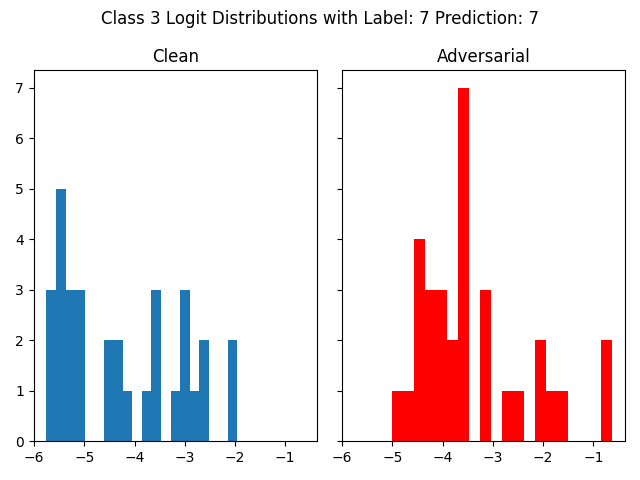 Class 3 Logit Distributions with Label: 7 Prediction: 7
Clean
Adversarial
7
6
5
4
3
2
1
0
−6 −5 −4 −3 −2 −1
−6 −5 −4 −3 −2 −1